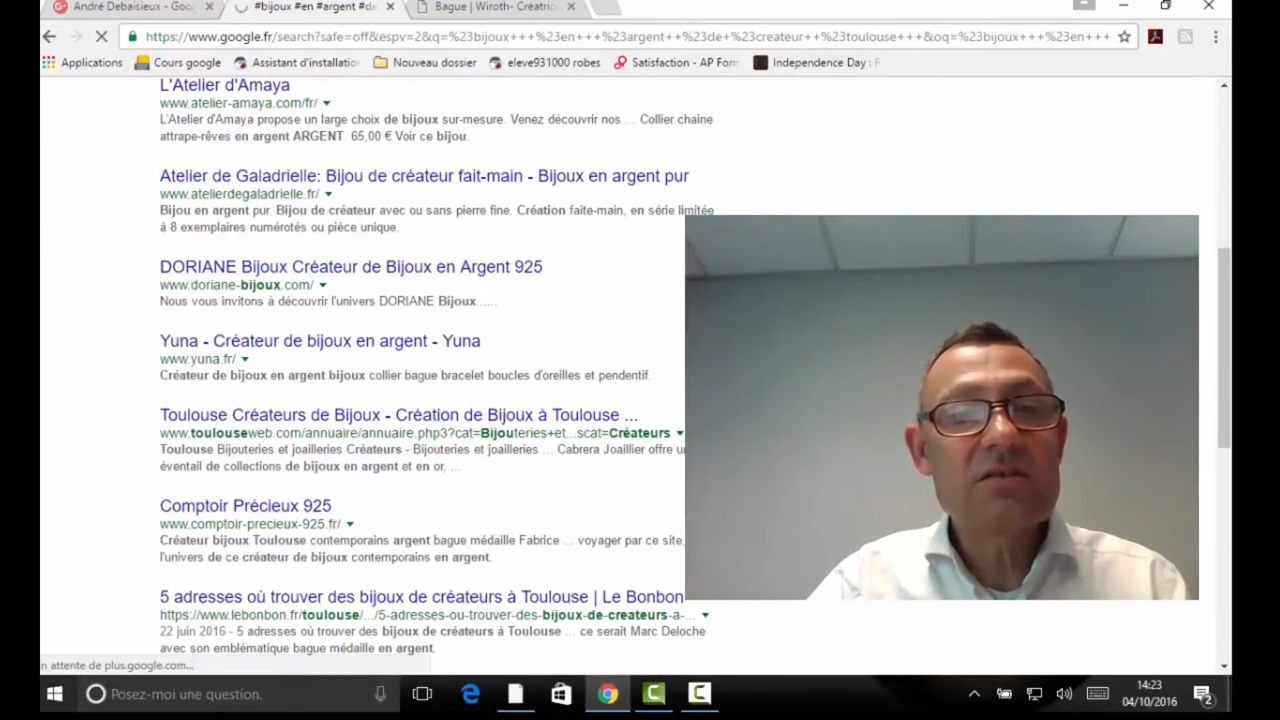 André Debaisieux - Goo
#bijoux #en #argent #de
Bague | Wiroth- Créatric
https://www.google.fr/search?safe=off&espv=2&q=%23bijoux+++%23en+++%23argent++%23de+%23createur++%23toulouse+++&oq=%23bijoux+++%23en+++
Applications
Cours google
Assistant d'installatio
Nouveau dossier
eleve931000 robes
Satisfaction - AP Form
Independence Day : F
L'Atelier d'Amaya
www.atelier-amaya.com/fr/
L'Atelier d'Amaya propose un large choix de bijoux sur-mesure. Venez découvrir nos ... Collier chaine
attrape-rêves en argent ARGENT. 65,00 € Voir ce bijou.
Atelier de Galadrielle: Bijou de créateur fait-main - Bijoux en argent pur
www.atelierdegaladrielle.fr/
Bijou en argent pur. Bijou de créateur avec ou sans pierre fine. Création faite-main, en série limitée
à 8 exemplaires numérotés ou pièce unique.
DORIANE Bijoux Créateur de Bijoux en Argent 925
www.doriane-bijoux.com/
Nous vous invitons à découvrir l'univers DORIANE Bijoux......
Yuna - Créateur de bijoux en argent - Yuna
www.yuna.fr/
Créateur de bijoux en argent bijoux collier bague bracelet boucles d'oreilles et pendentif.
Toulouse Créateurs de Bijoux - Création de Bijoux à Toulouse ...
www.toulouseweb.com/annuaire/annuaire.php3?cat=Bijouteries+et...scat=Créateurs
Toulouse Bijouteries et joailleries Créateurs - Bijouteries et joailleries ... Cabrera Joaillier offre u
éventail de collections de bijoux en argent et en or, ...
Comptoir Précieux 925
www.comptoir-precieux-925.fr/
Créateur bijoux Toulouse contemporains argent bague médaille Fabrice ... voyager par ce site,
l'univers de ce créateur de bijoux contemporains en argent.
5 adresses où trouver des bijoux de créateurs à Toulouse | Le Bonbon
https://www.lebonbon.fr/toulouse/.../5-adresses-ou-trouver-des-bijoux-de-createurs-a-...
22 juin 2016 - 5 adresses où trouver des bijoux de créateurs à Toulouse ... ce serait Marc Deloche
avec son emblématique bague médaille en argent.
n attente de plus.google.com...
Posez-moi une question.
14:23
04/10/2016
2